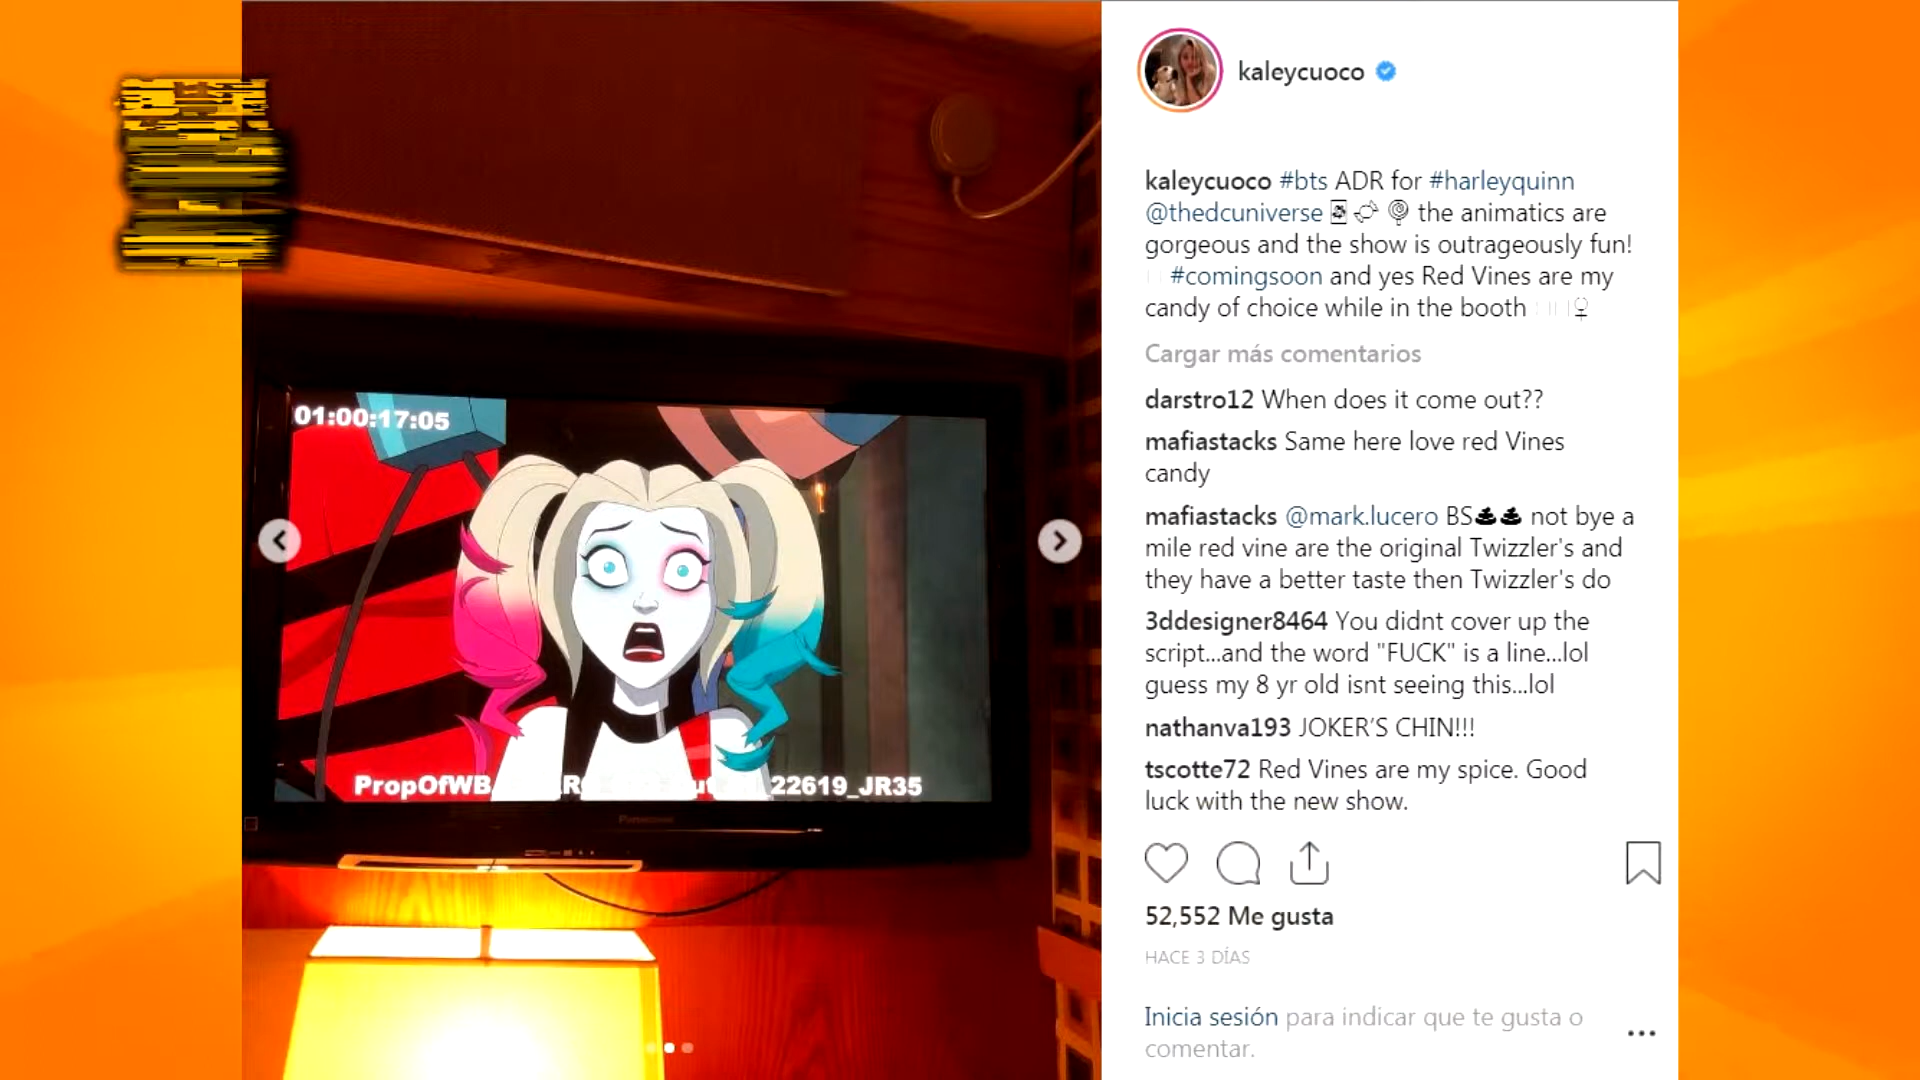 kaleycuoco
kaleycuoco #bts ADR for #harleyquinn
@thedcuniverse the animatics are
gorgeous and the show is outrageously fun!
#comingsoon and yes Red Vines are my
candy of choice while in the booth
Cargar más comentarios
darstro12 When does it come out??
mafiastacks Same here love red Vines
candy
mafiastacks @mark.lucero BS💩💩 not bye a
mile red vine are the original Twizzler's and
they have a better taste then Twizzler's do
3ddesigner8464 You didnt cover up the
script...and the word "FUCK" is a line...lol
guess my 8 yr old isnt seeing this...lol
nathanva193 JOKER’S CHIN!!!
tscotte72 Red Vines are my spice. Good
luck with the new show.
52,552 Me gusta
HACE 3 DÍAS
Inicia sesión para indicar que te gusta o
comentar.
01:00:17:05
PropOfWB 22619_JR35
Panasonic